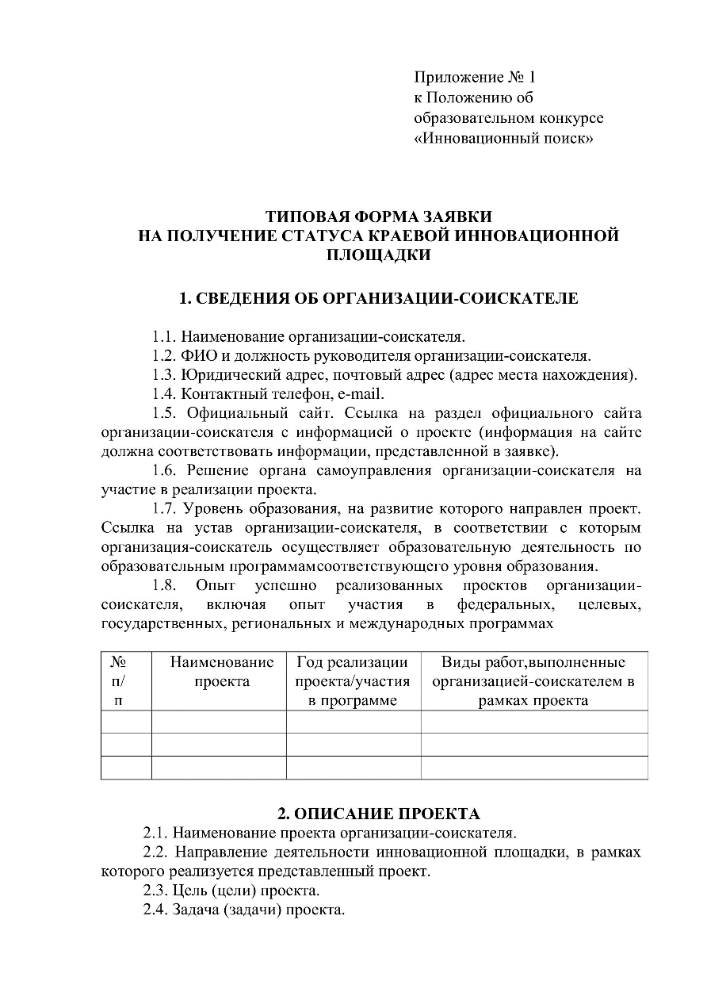 Приложение № 1
к Положению об
образовательном конкурсе
«Инновационный поиск»
ТИПОВАЯ ФОРМА ЗАЯВКИ
НА ПОЛУЧЕНИЕ СТАТУСА КРАЕВОЙ ИННОВАЦИОННОЙ
ПЛОЩАДКИ
1. СВЕДЕНИЯ ОБ ОРГАНИЗАЦИИ-СОИСКАТЕЛЕ
1.1. Наименование организации-соискателя.
1.2. ФИО и должность руководителя организации-соискателя.
1.3. Юридический адрес, почтовый адрес (адрес места нахождения).
1.4. Контактный телефон, e-mail.
1.5. Официальный сайт. Ссылка на раздел официального сайта
организации-соискателя с информацией о проекте (информация на сайте
должна соответствовать информации, представленной в заявке).
1.6. Решение органа самоуправления организации-соискателя на
участие в реализации проекта.
1.7. Уровень образования, на развитие которого направлен проект.
Ссылка на устав организации-соискателя, в соответствии с которым
организация-соискатель осуществляет образовательную деятельность по
образовательным программамсоответствующего уровня образования.
1.8. Опыт успешно реализованных проектов организации-
соискателя, включая опыт участия в федеральных, целевых,
государственных, региональных и международных программах
№
п/
п
Наименование
проекта
Год реализации
проекта/участия
в программе
Виды работ,выполненные
организацией-соискателем в
рамках проекта
2. ОПИСАНИЕ ПРОЕКТА
2.1. Наименование проекта организации-соискателя.
2.2. Направление деятельности инновационной площадки, в рамках
которого реализуется представленный проект.
2.3. Цель (цели) проекта.
2.4. Задача (задачи) проекта.